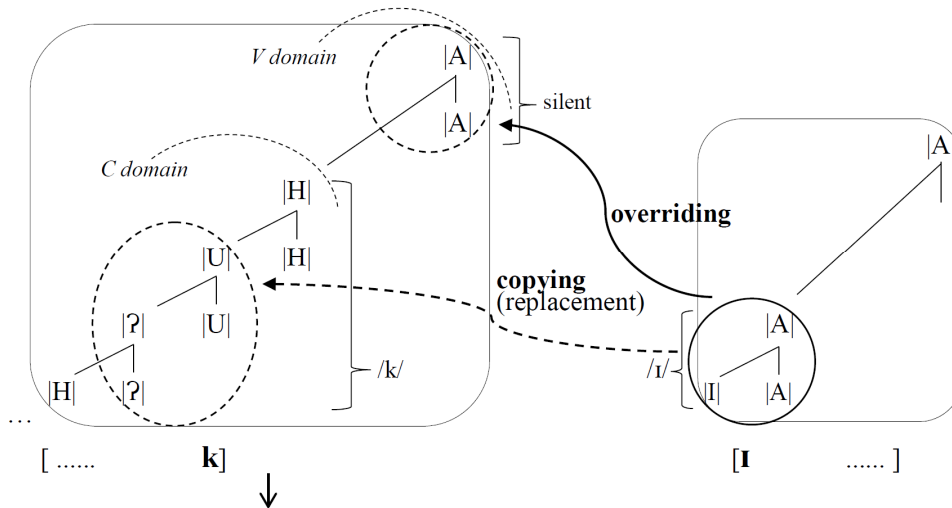 V domain
|A|
|A|
silent
C domain
|A|
|H|
overriding
|U| |H|
copying
(replacement)
|ʔ| |U| |A|
/k/ /ɪ/
|H| |ʔ| |I| |A|
...
[ ...... k] [ɪ ...... ]